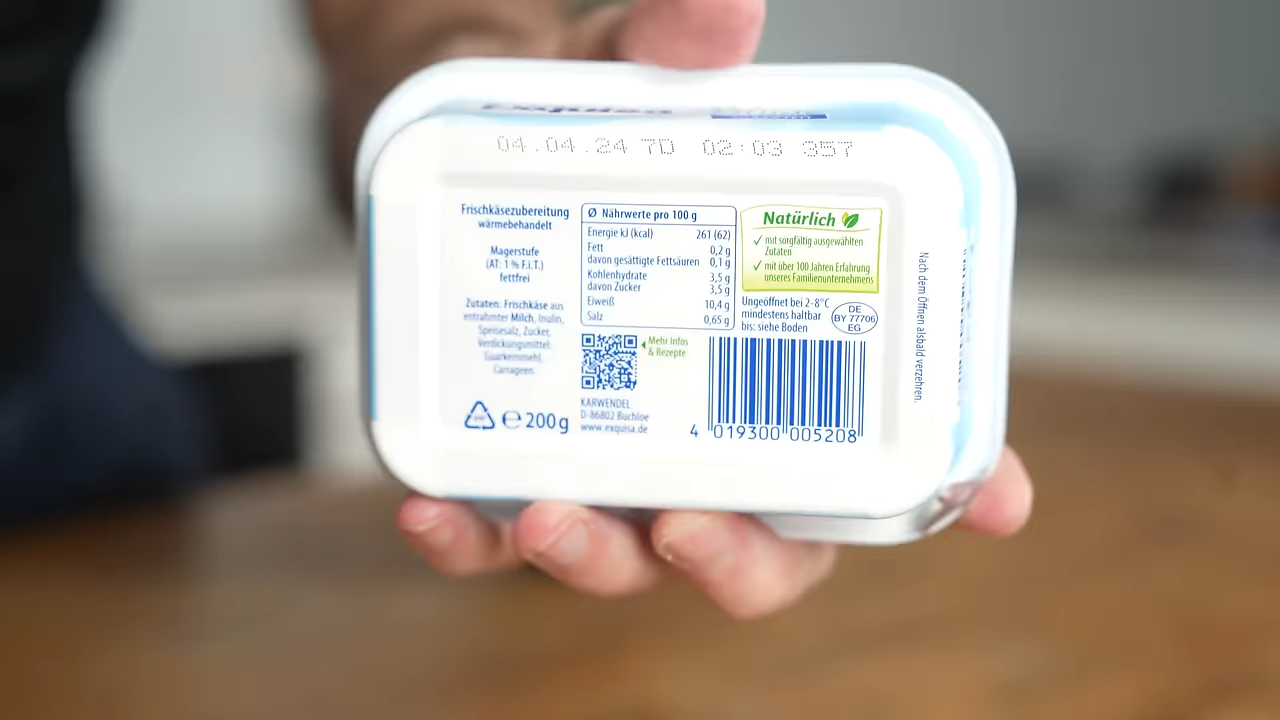 Exquisa
04.04.24 7D 02:03 357
Frischkäsezubereitung
wärmebehandelt
Magerstufe
(AT: 1 % F.i.T.)
fettfrei
Zutaten: Frischkäse aus
entrahmter Milch, Inulin,
Speisesalz, Zucker,
Verdickungsmittel:
Guarkernmehl,
Carrageen.
e 200g
Ø Nährwerte pro 100 g
Energie kJ (kcal) 261 (62)
Fett 0,2 g
davon gesättigte Fettsäuren 0,1 g
Kohlenhydrate 3,5 g
davon Zucker 3,5 g
Eiweiß 10,4 g
Salz 0,65 g
Mehr Infos
& Rezepte
KARWENDEL
D-86802 Buchloe
www.exquisa.de
Natürlich
✓ mit sorgfältig ausgewählten
Zutaten
✓ mit über 100 Jahren Erfahrung
unseres Familienunternehmens
Ungeöffnet bei 2-8°C
mindestens haltbar
bis: siehe Boden
DE
BY 77706
EG
4 019300 005208
Nach dem Öffnen alsbald verzehren.